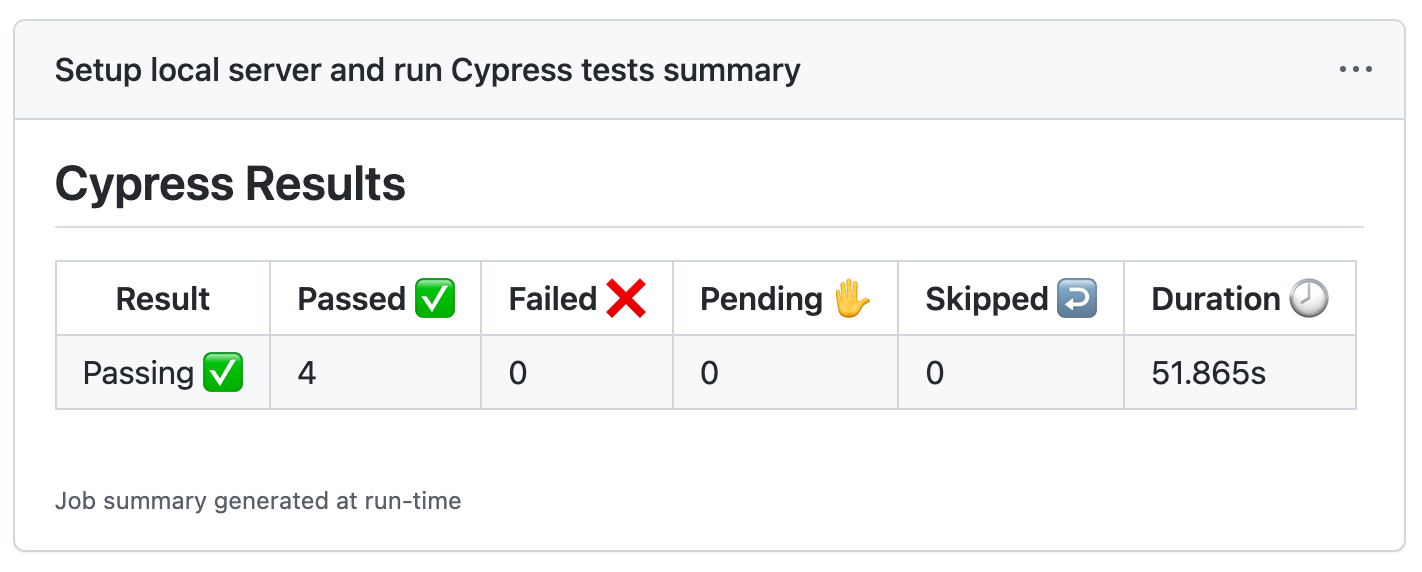 Setup local server and run Cypress tests summary
Cypress Results
Result Passed ✅ Failed ❌ Pending ✋ Skipped ↩️ Duration 🕗
Passing ✅ 4 0 0 0 51.865s
Job summary generated at run-time